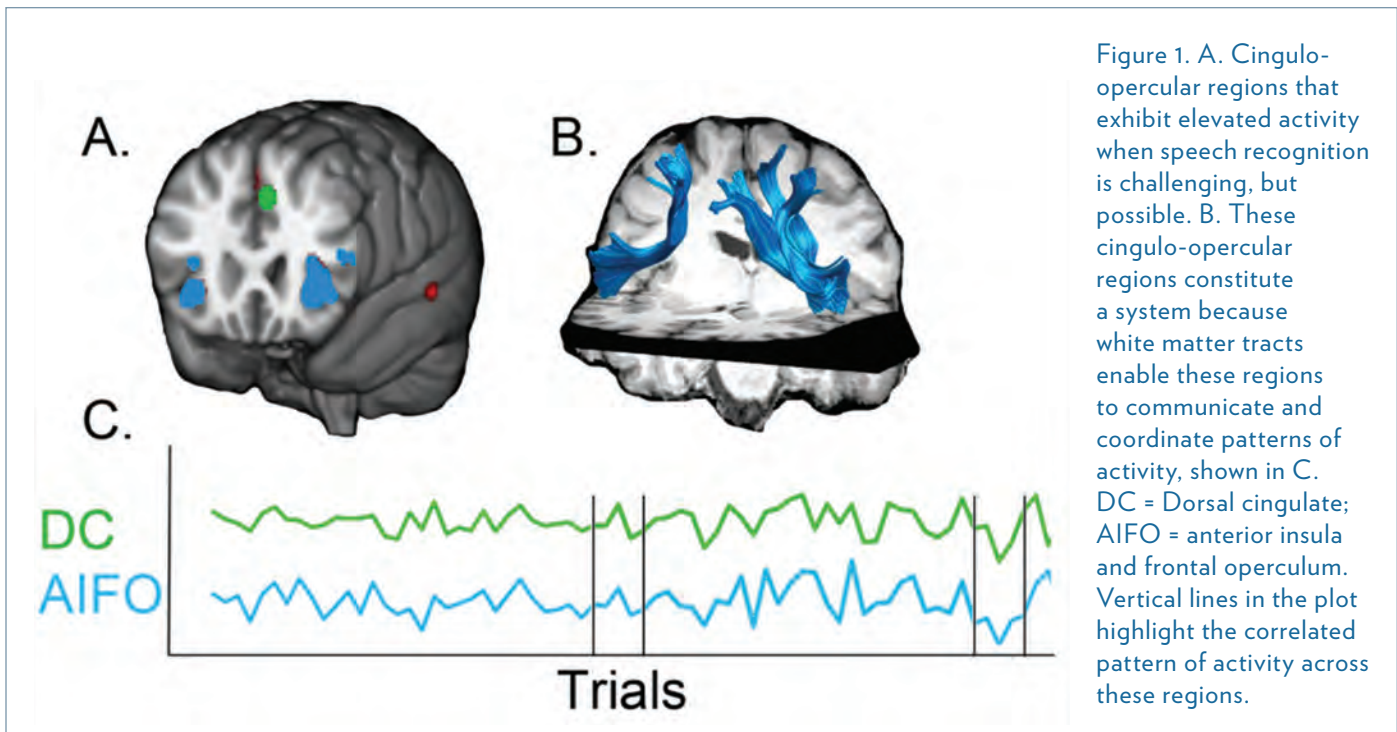 A.
B.
C.
DC
AIFO
Trials
Figure 1. A. Cingulo-
opercular regions that
exhibit elevated activity
when speech recognition
is challenging, but
possible. B. These
cingulo-opercular
regions constitute
a system because
white matter tracts
enable these regions
to communicate and
coordinate patterns of
activity, shown in C.
DC = Dorsal cingulate;
AIFO = anterior insula
and frontal operculum.
Vertical lines in the plot
highlight the correlated
pattern of activity across
these regions.